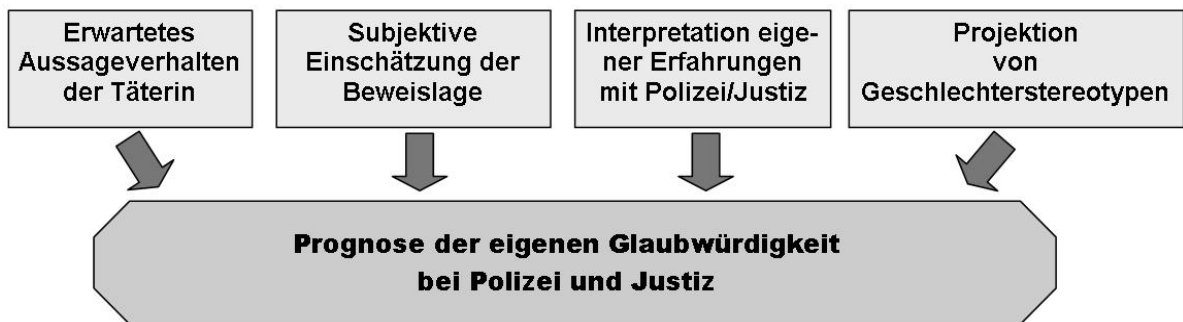 Erwartetes
Aussageverhalten
der Täterin
Subjektive
Einschätzung der
Beweislage
Interpretation eige-
ner Erfahrungen
mit Polizei/Justiz
Projektion
von
Geschlechterstereotypen
Prognose der eigenen Glaubwürdigkeit
bei Polizei und Justiz